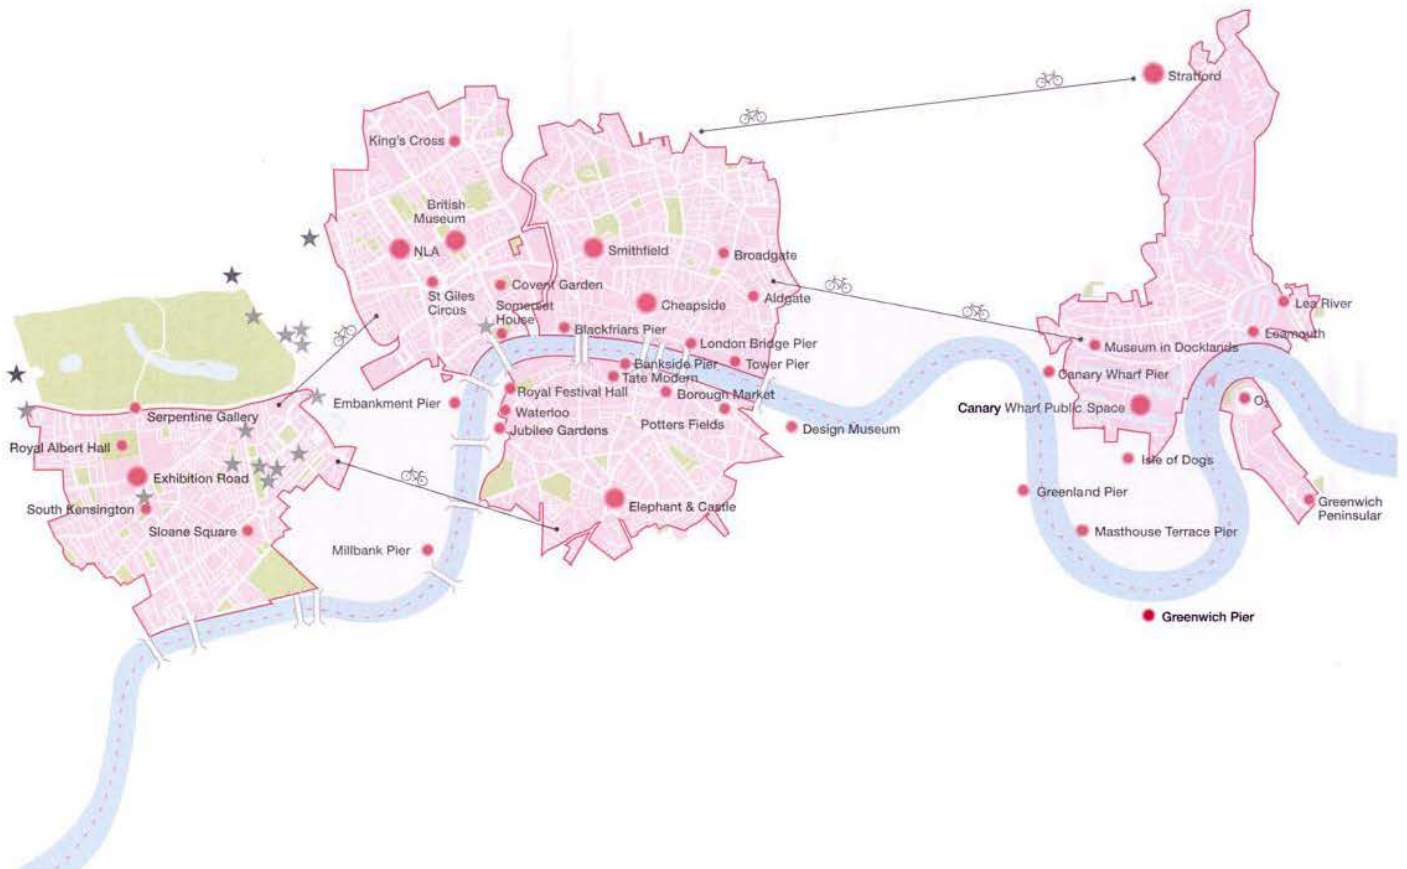 Stratford
King's Cross
British
Museum
NLA
Smithfield
Broadgate
St Giles
Circus
Covent Garden
Somerset
House
Cheapside
Aldgate
Lea River
Blackfriars Pier
Leamouth
London Bridge Pier
Museum in Docklands
Bankside Pier
Tower Pier
Tate Modern
Canary Wharf Pier
Royal Festival Hall
Borough Market
Embankment Pier
Canary Wharf Public Space
O2
Serpentine Gallery
Waterloo
Potters Fields
Jubilee Gardens
Design Museum
Royal Albert Hall
Isle of Dogs
Exhibition Road
Greenland Pier
South Kensington
Elephant & Castle
Greenwich
Peninsular
Sloane Square
Masthouse Terrace Pier
Millbank Pier
Greenwich Pier